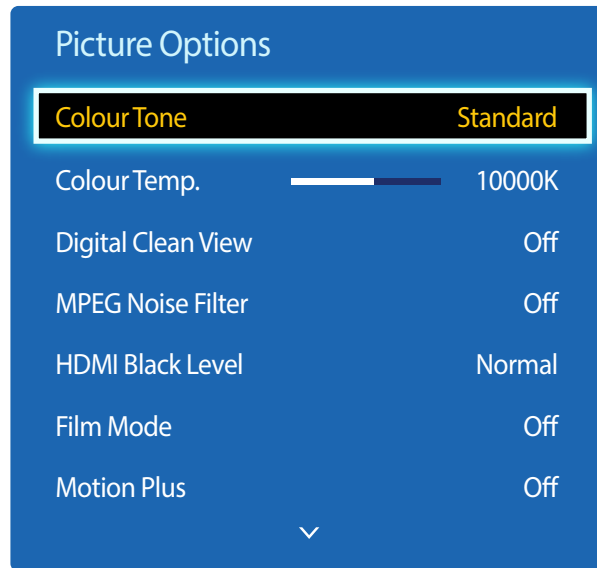 Picture Options
Colour Tone Standard
Colour Temp. 10000K
Digital Clean View Off
MPEG Noise Filter Off
HDMI Black Level Normal
Film Mode Off
Motion Plus Off